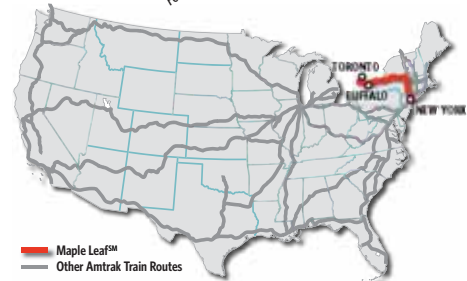 TORONTO
BUFFALO
NEW YORK
Maple Leaf℠
Other Amtrak Train Routes